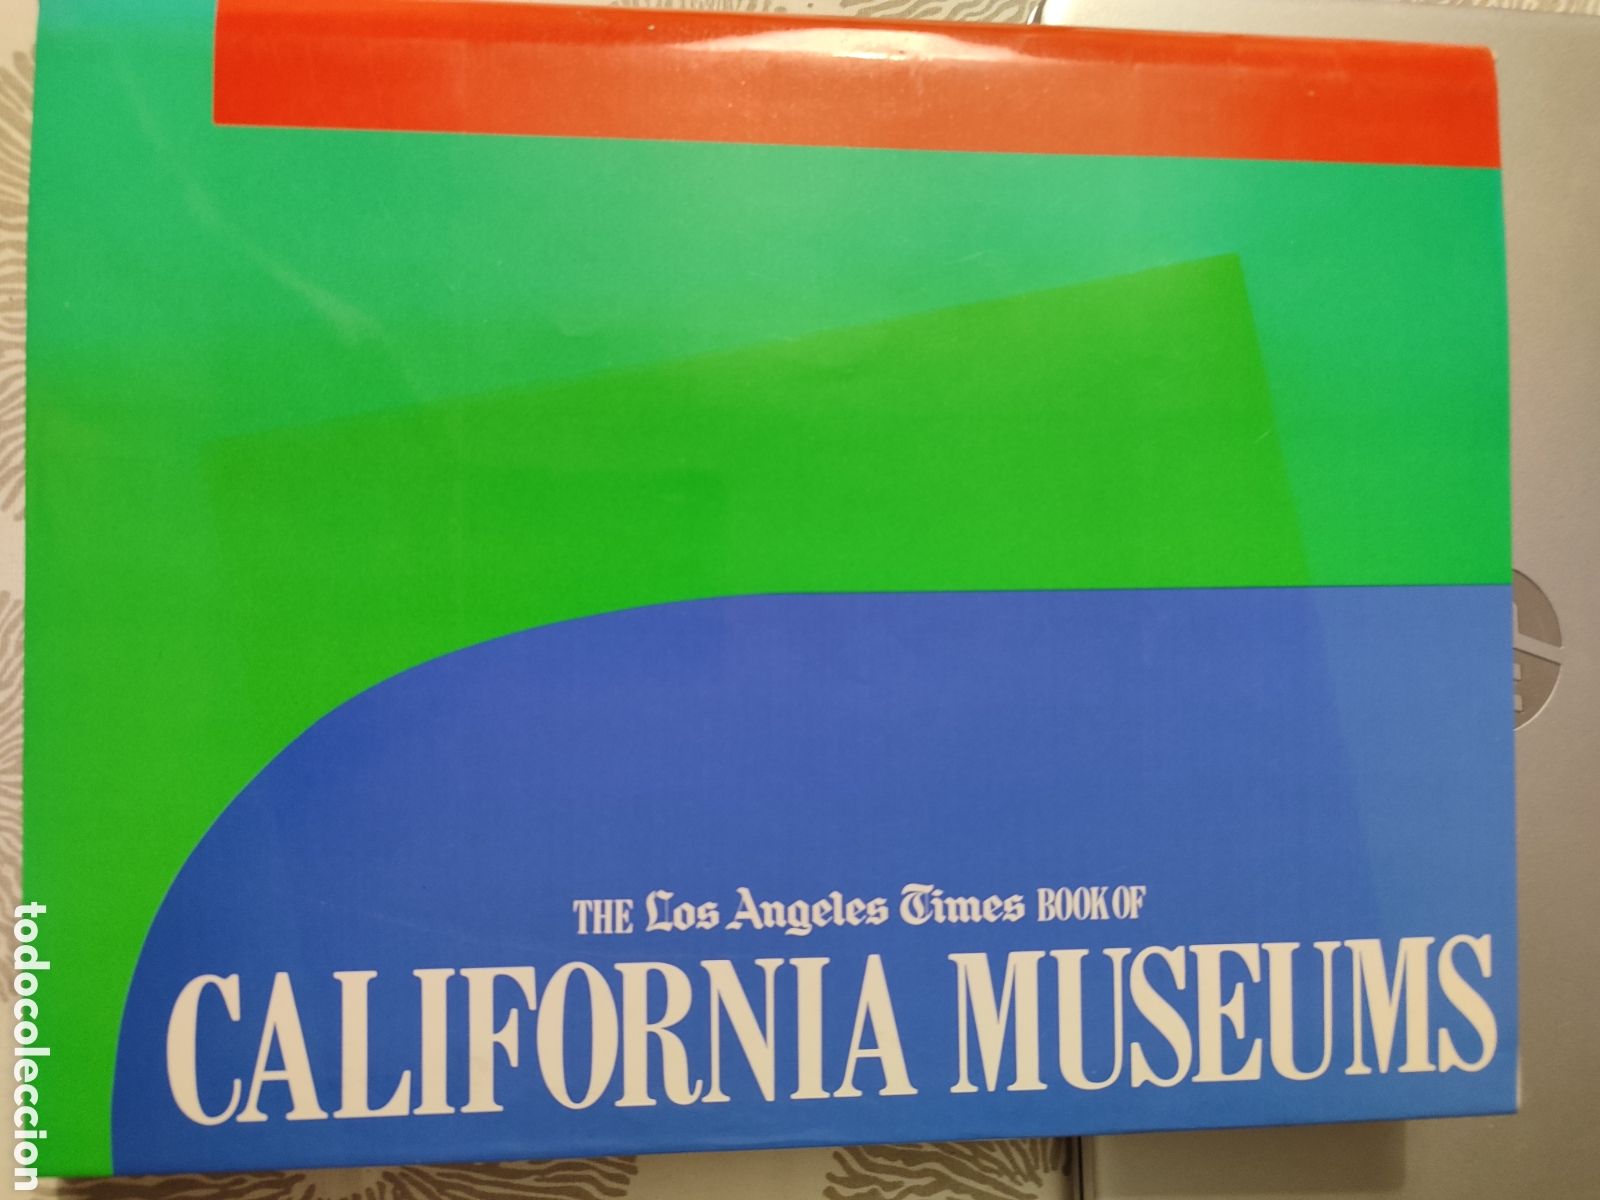 THE Los Angeles Times BOOK OF
CALIFORNIA MUSEUMS
todocoleccion